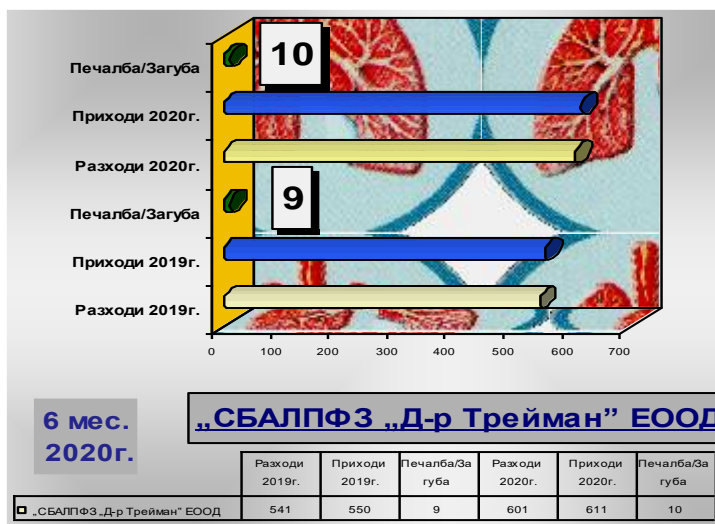 10
Печалба/Загуба
Приходи 2020г.
Разходи 2020г.
9
Печалба/Загуба
Приходи 2019г.
Разходи 2019г.
0 100 200 300 400 500 600 700
6 мес.
2020г.
„СБАЛПФЗ „Д-р Трейман” ЕООД
Разходи 2019г. Приходи 2019г. Печалба/За губа Разходи 2020г. Приходи 2020г. Печалба/За губа
„СБАЛПФЗ „Д-р Трейман” ЕООД 541 550 9 601 611 10